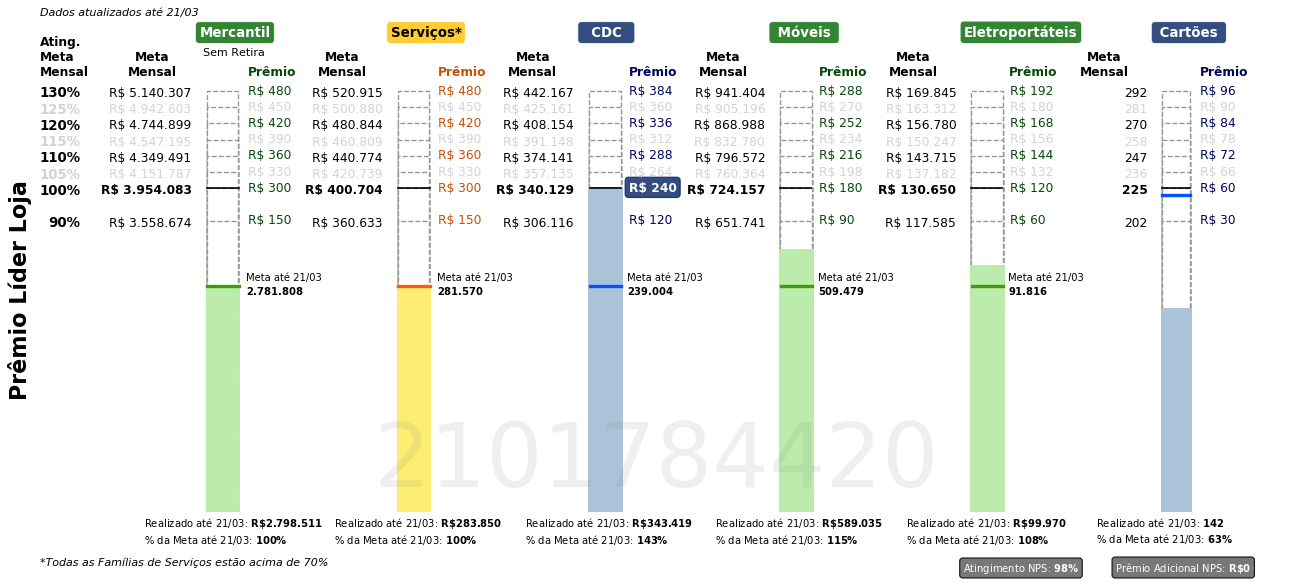 Dados atualizados até 21/03
Mercantil Serviços* CDC Móveis Eletroportáteis Cartões
Sem Retira
Ating. Meta Mensal Meta Mensal Prêmio Meta Mensal Prêmio Meta Mensal Prêmio Meta Mensal Prêmio Meta Mensal Prêmio Meta Mensal Prêmio
130% R$ 5.140.307 R$ 480 R$ 520.915 R$ 480 R$ 442.167 R$ 384 R$ 941.404 R$ 288 R$ 169.845 R$ 192 292 R$ 96
125% R$ 4.942.603 R$ 450 R$ 500.880 R$ 450 R$ 425.161 R$ 360 R$ 905.196 R$ 270 R$ 163.312 R$ 180 281 R$ 90
120% R$ 4.744.899 R$ 420 R$ 480.844 R$ 420 R$ 408.154 R$ 336 R$ 868.988 R$ 252 R$ 156.780 R$ 168 270 R$ 84
115% R$ 4.547.195 R$ 390 R$ 460.809 R$ 390 R$ 391.148 R$ 312 R$ 832.780 R$ 234 R$ 150.247 R$ 156 258 R$ 78
110% R$ 4.349.491 R$ 360 R$ 440.774 R$ 360 R$ 374.141 R$ 288 R$ 796.572 R$ 216 R$ 143.715 R$ 144 247 R$ 72
105% R$ 4.151.787 R$ 330 R$ 420.739 R$ 330 R$ 357.135 R$ 264 R$ 760.364 R$ 198 R$ 137.182 R$ 132 236 R$ 66
100% R$ 3.954.083 R$ 300 R$ 400.704 R$ 300 R$ 340.129 R$ 240 R$ 724.157 R$ 180 R$ 130.650 R$ 120 225 R$ 60
90% R$ 3.558.674 R$ 150 R$ 360.633 R$ 150 R$ 306.116 R$ 120 R$ 651.741 R$ 90 R$ 117.585 R$ 60 202 R$ 30
Prêmio Líder Loja
Meta até 21/03 Meta até 21/03 Meta até 21/03 Meta até 21/03 Meta até 21/03
2.781.808 281.570 239.004 509.479 91.816
2101784420
Realizado até 21/03: R$2.798.511 Realizado até 21/03: R$283.850 Realizado até 21/03: R$343.419 Realizado até 21/03: R$589.035 Realizado até 21/03: R$99.970 Realizado até 21/03: 142
% da Meta até 21/03: 100% % da Meta até 21/03: 100% % da Meta até 21/03: 143% % da Meta até 21/03: 115% % da Meta até 21/03: 108% % da Meta até 21/03: 63%
*Todas as Famílias de Serviços estão acima de 70%
Atingimento NPS: 98% Prêmio Adicional NPS: R$0